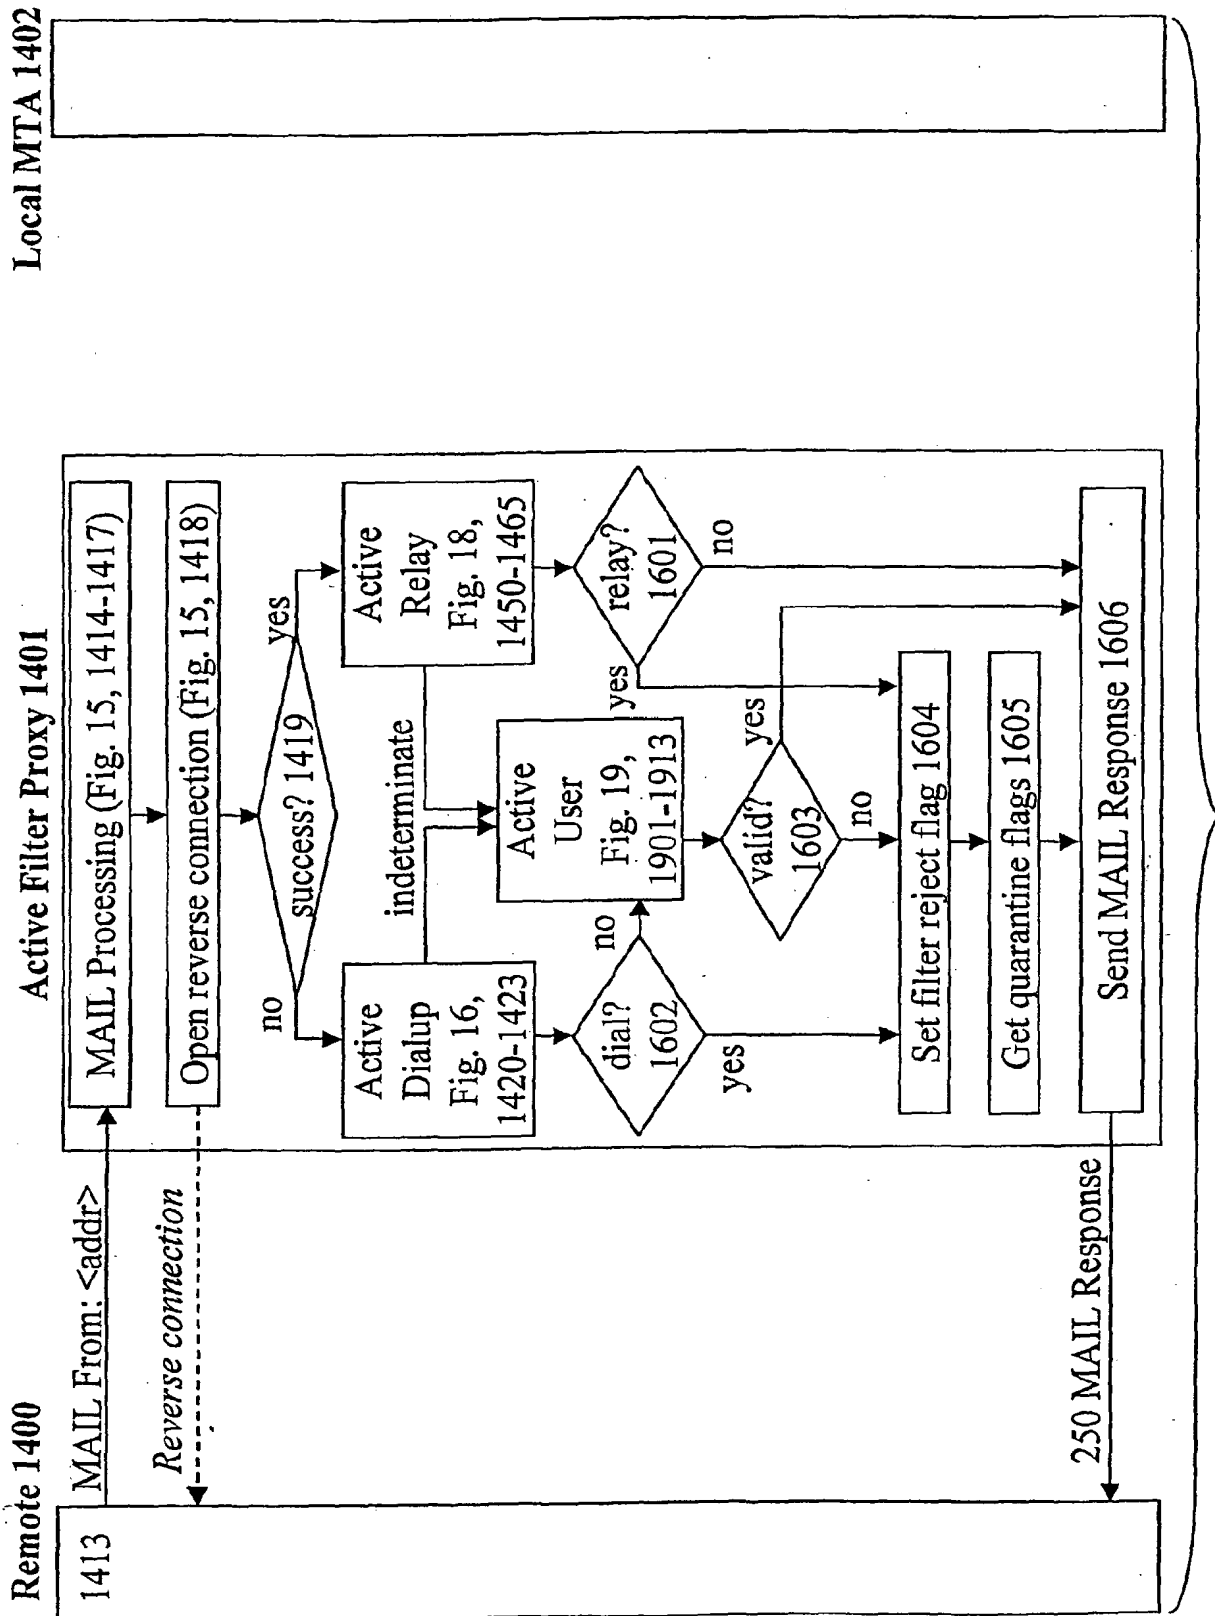 Remote 1400
Active Filter Proxy 1401
Local MTA 1402
1413
MAIL From: <addr>
MAIL Processing (Fig. 15, 1414-1417)
Reverse connection
Open reverse connection (Fig. 15, 1418)
success? 1419
no
yes
Active
Dialup
Fig. 16,
1420-1423
indeterminate
Active
Relay
Fig. 18,
1450-1465
Active
User
Fig. 19,
1901-1913
dial?
1602
no
yes
valid?
1603
yes
no
relay?
1601
yes
no
Set filter reject flag 1604
Get quarantine flags 1605
Send MAIL Response 1606
250 MAIL Response